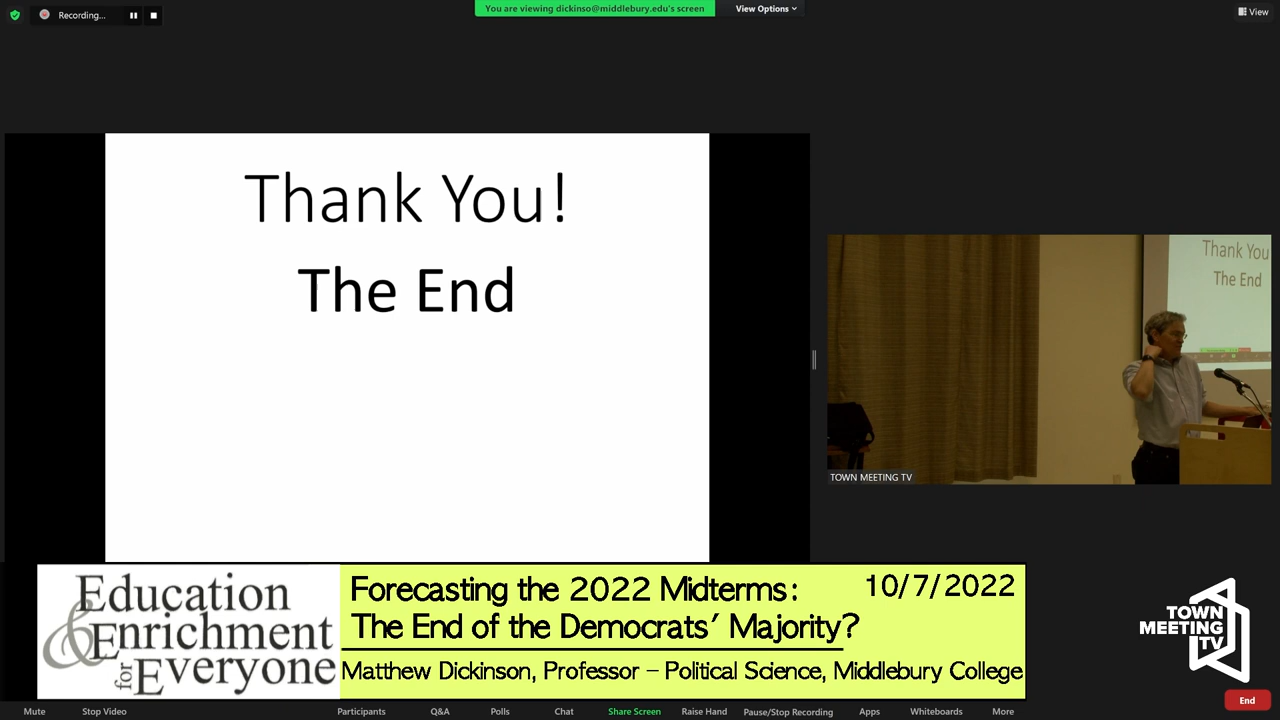 Recording...
You are viewing dickinso@middlebury.edu's screen
View Options
View
Thank You!
The End
Thank You
The End
TOWN MEETING TV
Education
& Enrichment
for Everyone
Forecasting the 2022 Midterms:
10/7/2022
The End of the Democrats' Majority?
Matthew Dickinson, Professor – Political Science, Middlebury College
TOWN
MEETING
TV
End
Mute
Stop Video
Participants
Q&A
Polls
Chat
Share Screen
Raise Hand
Pause/Stop Recording
Apps
Whiteboards
More